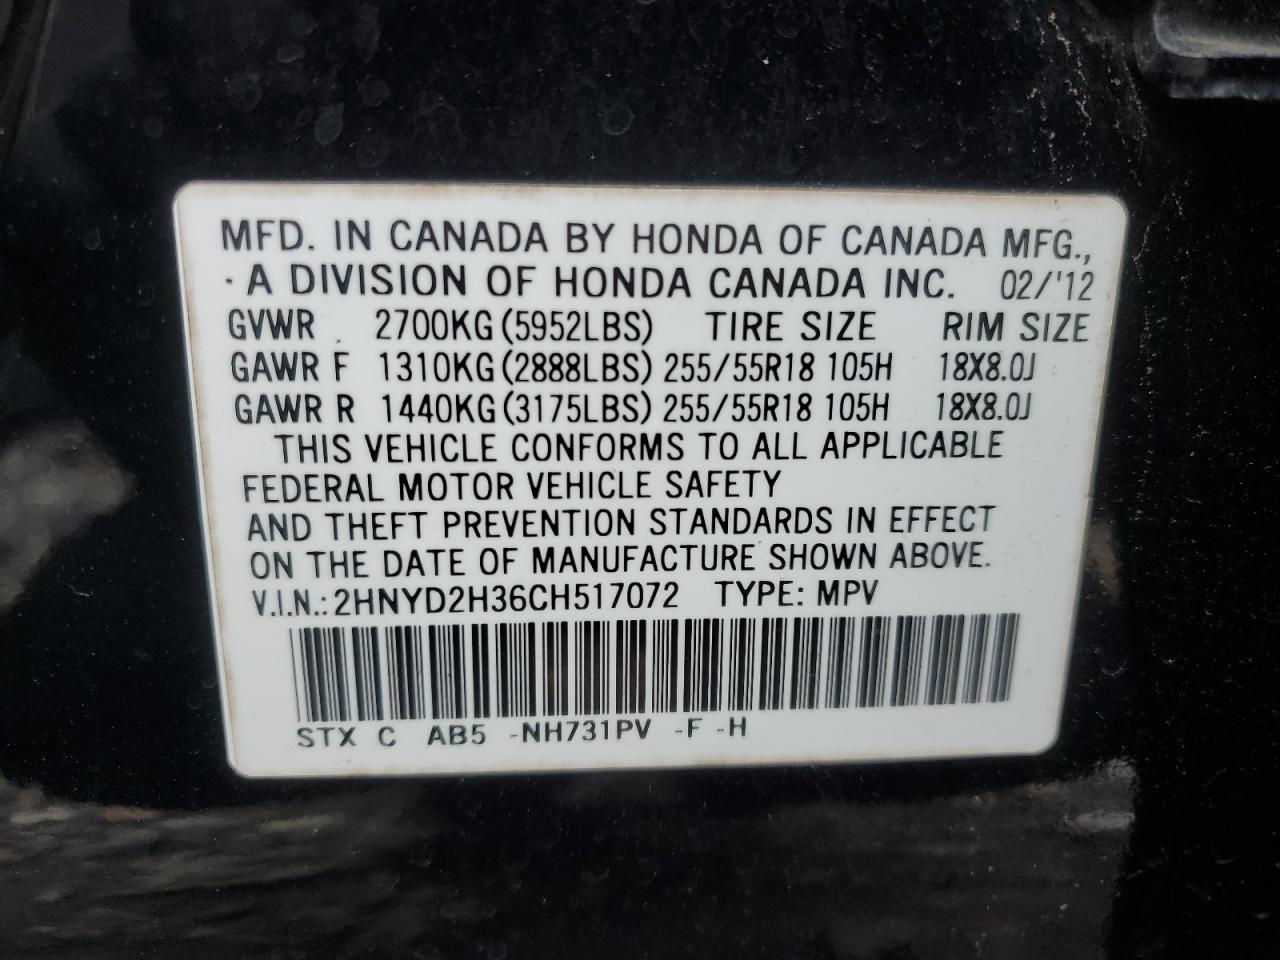 MFD. IN CANADA BY HONDA OF CANADA MFG.,
A DIVISION OF HONDA CANADA INC. 02/'12
GVWR 2700KG (5952LBS) TIRE SIZE RIM SIZE
GAWR F 1310KG (2888LBS) 255/55R18 105H 18X8.0J
GAWR R 1440KG (3175LBS) 255/55R18 105H 18X8.0J
THIS VEHICLE CONFORMS TO ALL APPLICABLE
FEDERAL MOTOR VEHICLE SAFETY
AND THEFT PREVENTION STANDARDS IN EFFECT
ON THE DATE OF MANUFACTURE SHOWN ABOVE.
V.I.N.: 2HNYD2H36CH517072 TYPE: MPV
STX C AB5 -NH731PV -F -H